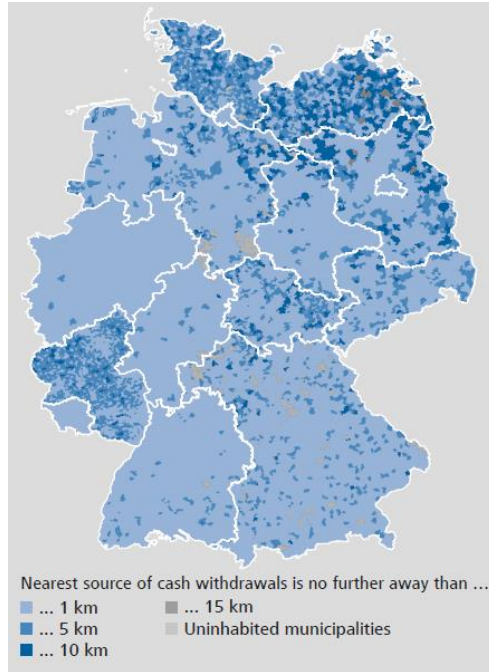 Nearest source of cash withdrawals is no further away than ...
... 1 km
... 15 km
... 5 km
Uninhabited municipalities
... 10 km